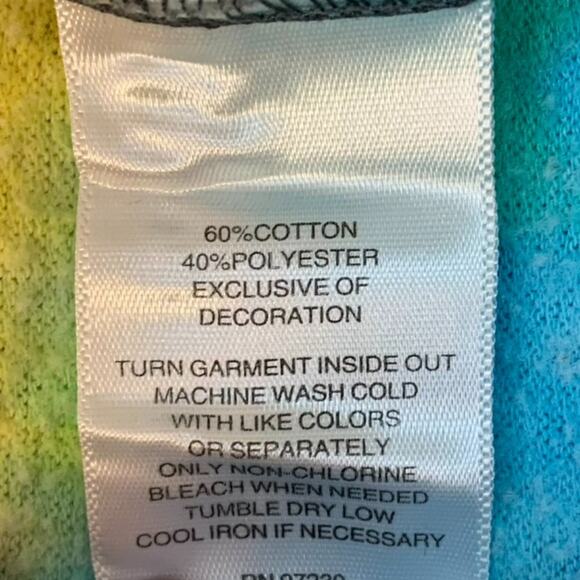 60%COTTON
40%POLYESTER
EXCLUSIVE OF
DECORATION
TURN GARMENT INSIDE OUT
MACHINE WASH COLD
WITH LIKE COLORS
OR SEPARATELY
ONLY NON-CHLORINE
BLEACH WHEN NEEDED
TUMBLE DRY LOW
COOL IRON IF NECESSARY
RN